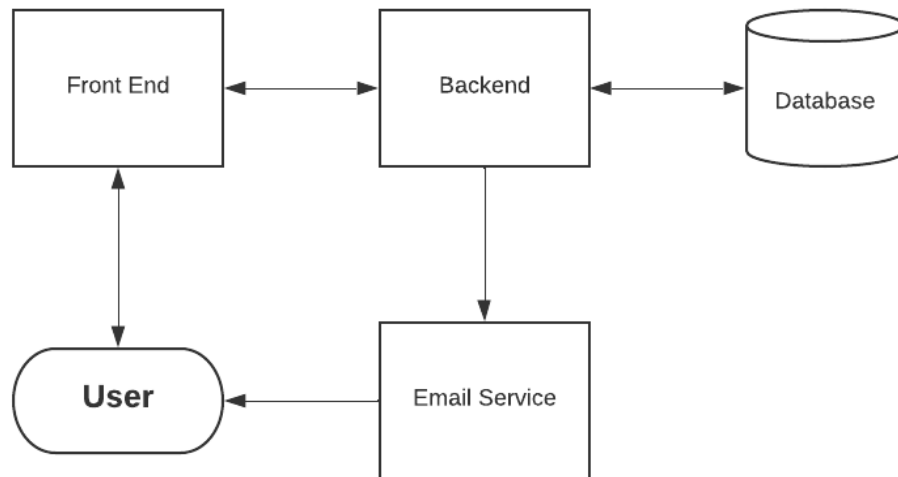 Front End
Backend
Database
User
Email Service